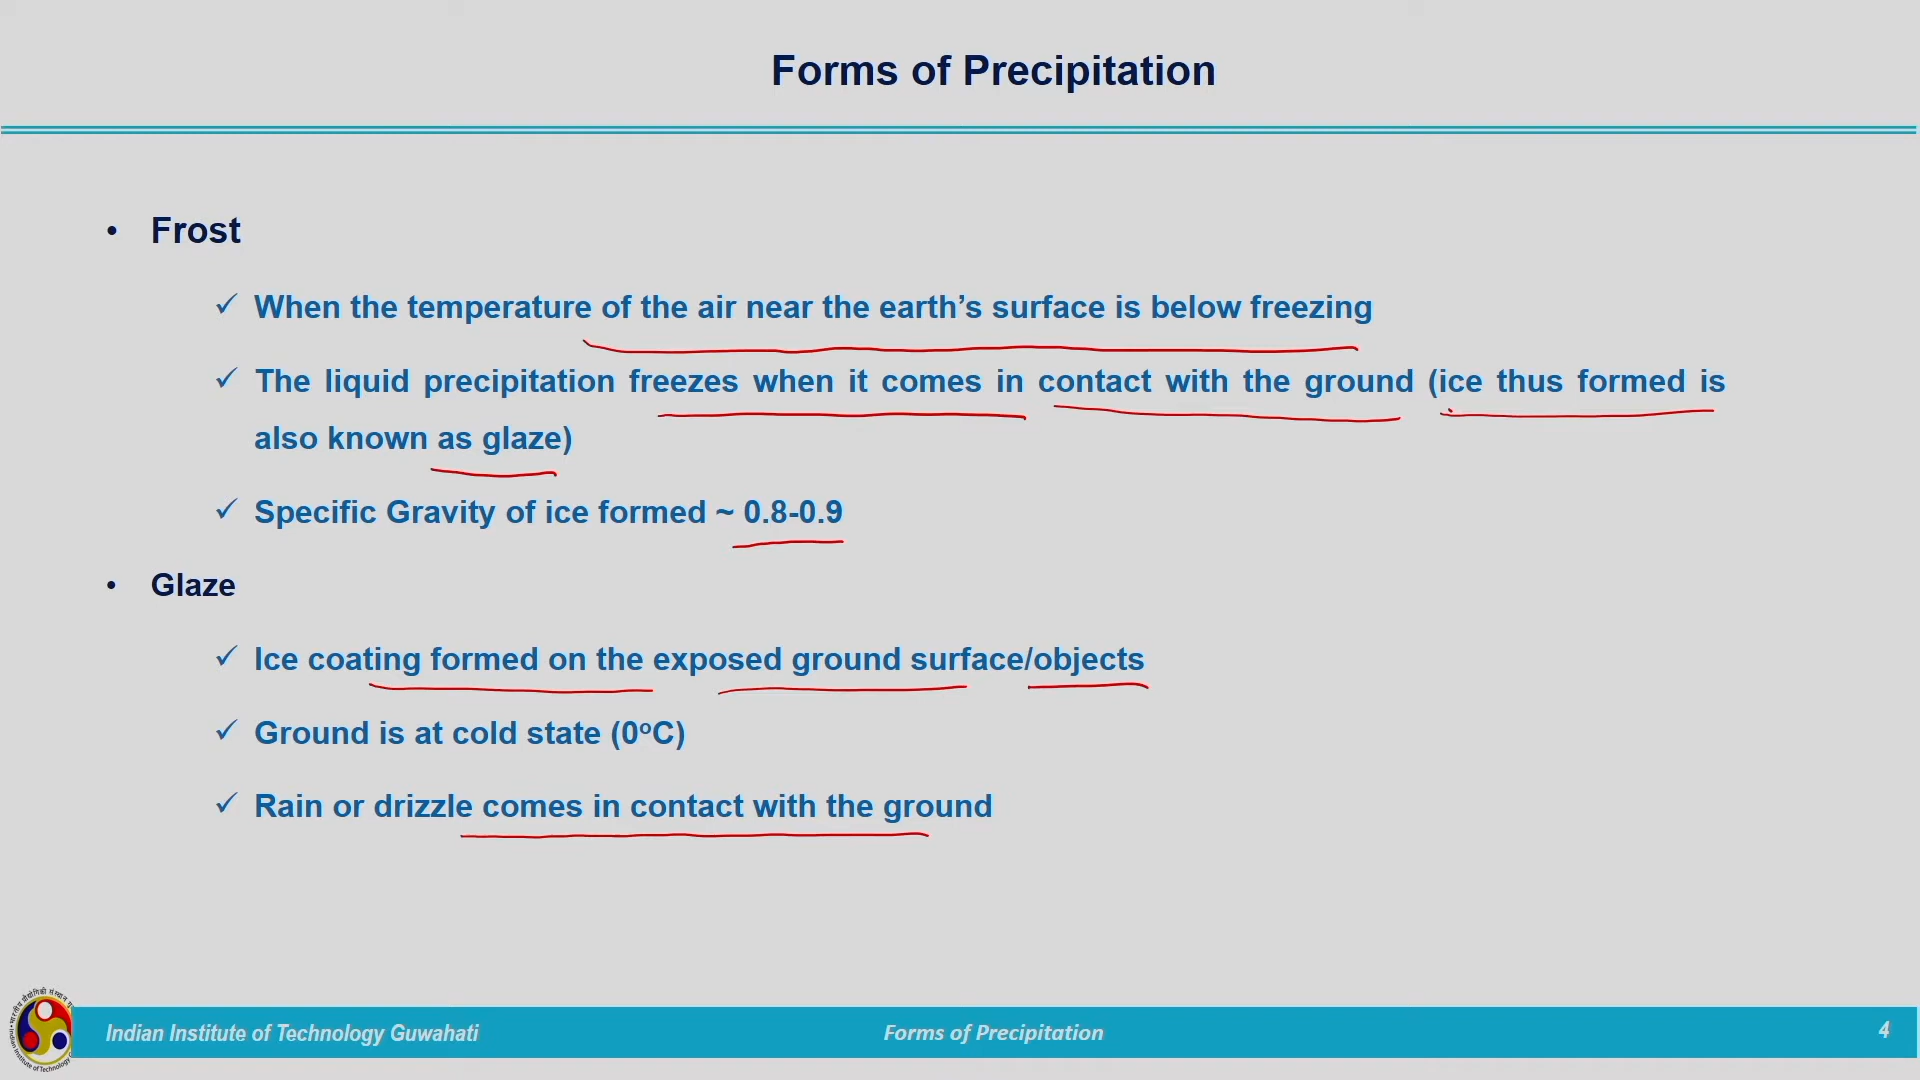 Forms of Precipitation
• Frost
✓ When the temperature of the air near the earth’s surface is below freezing
✓ The liquid precipitation freezes when it comes in contact with the ground (ice thus formed is
also known as glaze)
✓ Specific Gravity of ice formed ~ 0.8-0.9
• Glaze
✓ Ice coating formed on the exposed ground surface/objects
✓ Ground is at cold state (0ºC)
✓ Rain or drizzle comes in contact with the ground
Indian Institute of Technology Guwahati
Forms of Precipitation
4